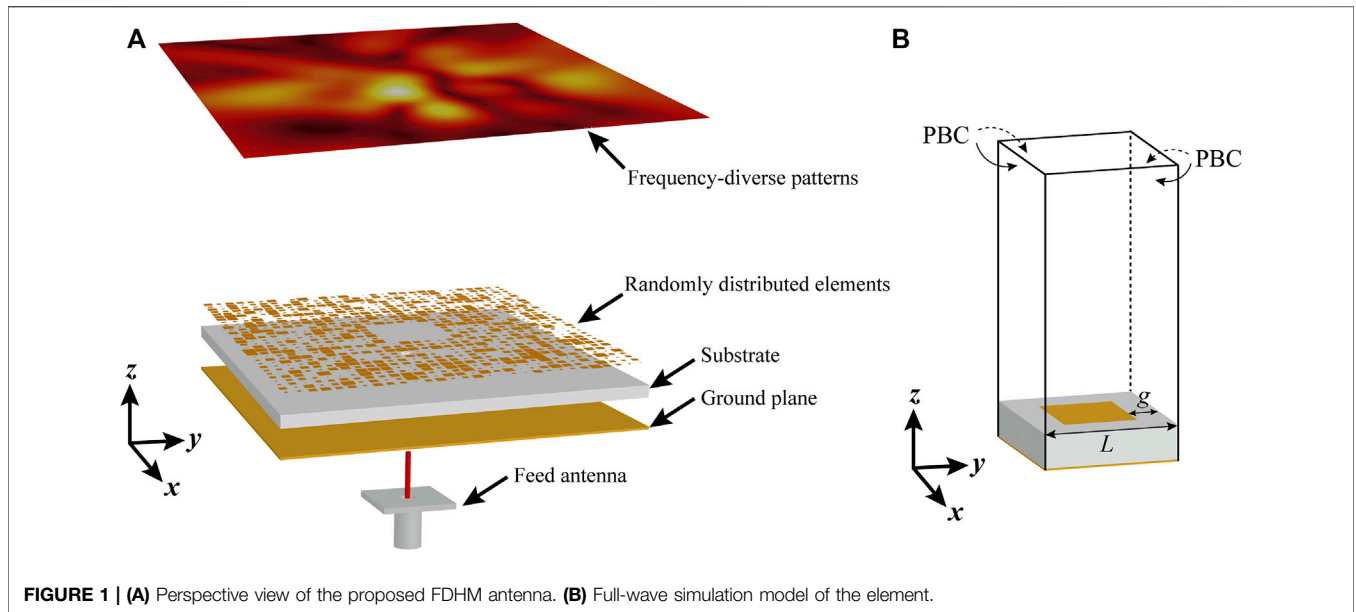 A
B
PBC
PBC
Frequency-diverse patterns
Randomly distributed elements
Substrate
Ground plane
Feed antenna
z
y
x
z
y
x
g
L
FIGURE 1 | (A) Perspective view of the proposed FDHM antenna. (B) Full-wave simulation model of the element.